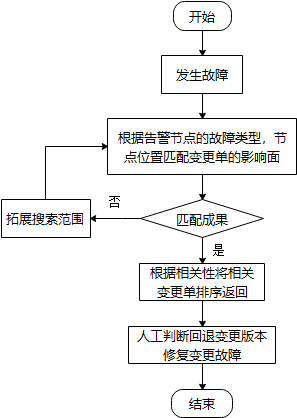 开始
发生故障
根据告警节点的故障类型，节
点位置匹配变更单的影响面
否
拓展搜索范围
匹配成果
是
根据相关性将相关
变更单排序返回
人工判断回退变更版本
修复变更故障
结束